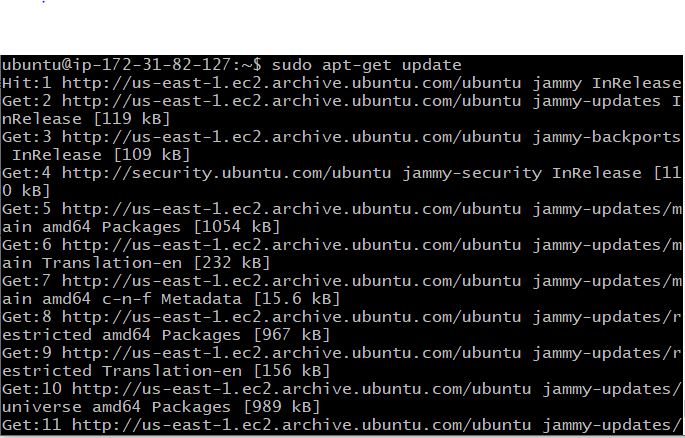 ubuntu@ip-172-31-82-127:~$ sudo apt-get update
Hit:1 http://us-east-1.ec2.archive.ubuntu.com/ubuntu jammy InRelease
Get:2 http://us-east-1.ec2.archive.ubuntu.com/ubuntu jammy-updates I
nRelease [119 kB]
Get:3 http://us-east-1.ec2.archive.ubuntu.com/ubuntu jammy-backports
 InRelease [109 kB]
Get:4 http://security.ubuntu.com/ubuntu jammy-security InRelease [11
0 kB]
Get:5 http://us-east-1.ec2.archive.ubuntu.com/ubuntu jammy-updates/m
ain amd64 Packages [1054 kB]
Get:6 http://us-east-1.ec2.archive.ubuntu.com/ubuntu jammy-updates/m
ain Translation-en [232 kB]
Get:7 http://us-east-1.ec2.archive.ubuntu.com/ubuntu jammy-updates/m
ain amd64 c-n-f Metadata [15.6 kB]
Get:8 http://us-east-1.ec2.archive.ubuntu.com/ubuntu jammy-updates/r
estricted amd64 Packages [967 kB]
Get:9 http://us-east-1.ec2.archive.ubuntu.com/ubuntu jammy-updates/r
estricted Translation-en [156 kB]
Get:10 http://us-east-1.ec2.archive.ubuntu.com/ubuntu jammy-updates/
universe amd64 Packages [989 kB]
Get:11 http://us-east-1.ec2.archive.ubuntu.com/ubuntu jammy-updates/